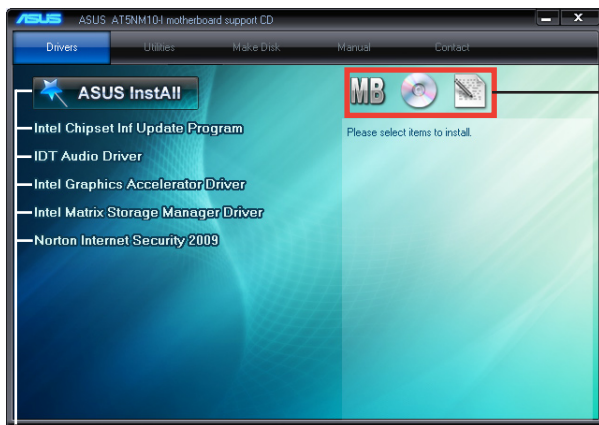 ASUS ASUS AT5NM10-I motherboard support CD
Drivers Utilities Make Disk Manual Contact
ASUS InstAll
MB
Intel Chipset Inf Update Program
Please select items to install.
IDT Audio Driver
Intel Graphics Accelerator Driver
Intel Matrix Storage Manager Driver
Norton Internet Security 2009